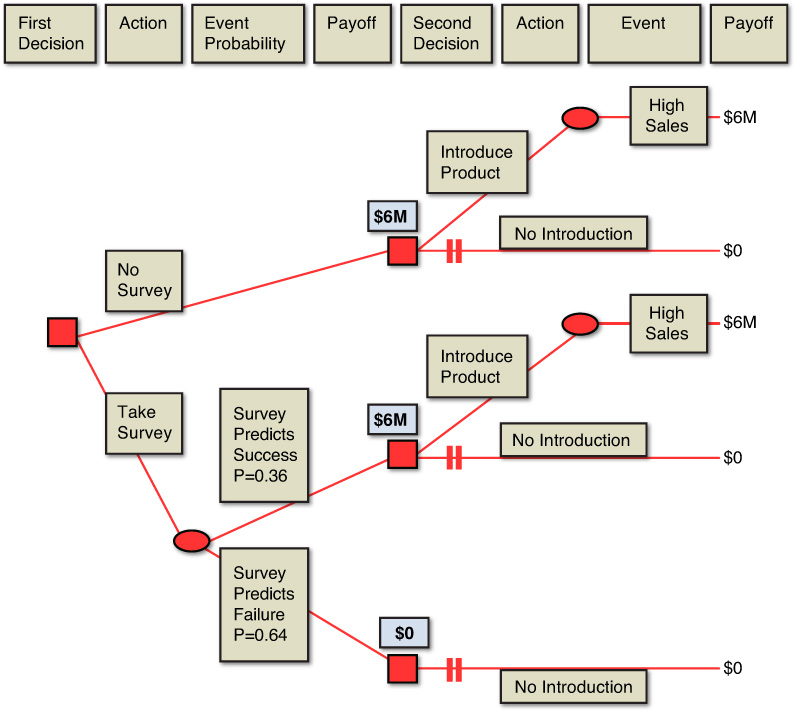 First
Decision
Action
Event
Probability
Payoff
Second
Decision
Action
Event
Payoff
High
Sales
$6M
Introduce
Product
$6M
No Introduction
$0
No
Survey
High
Sales
$6M
Introduce
Product
Take
Survey
Survey
Predicts
Success
P=0.36
$6M
No Introduction
$0
Survey
Predicts
Failure
P=0.64
$0
$0
No Introduction